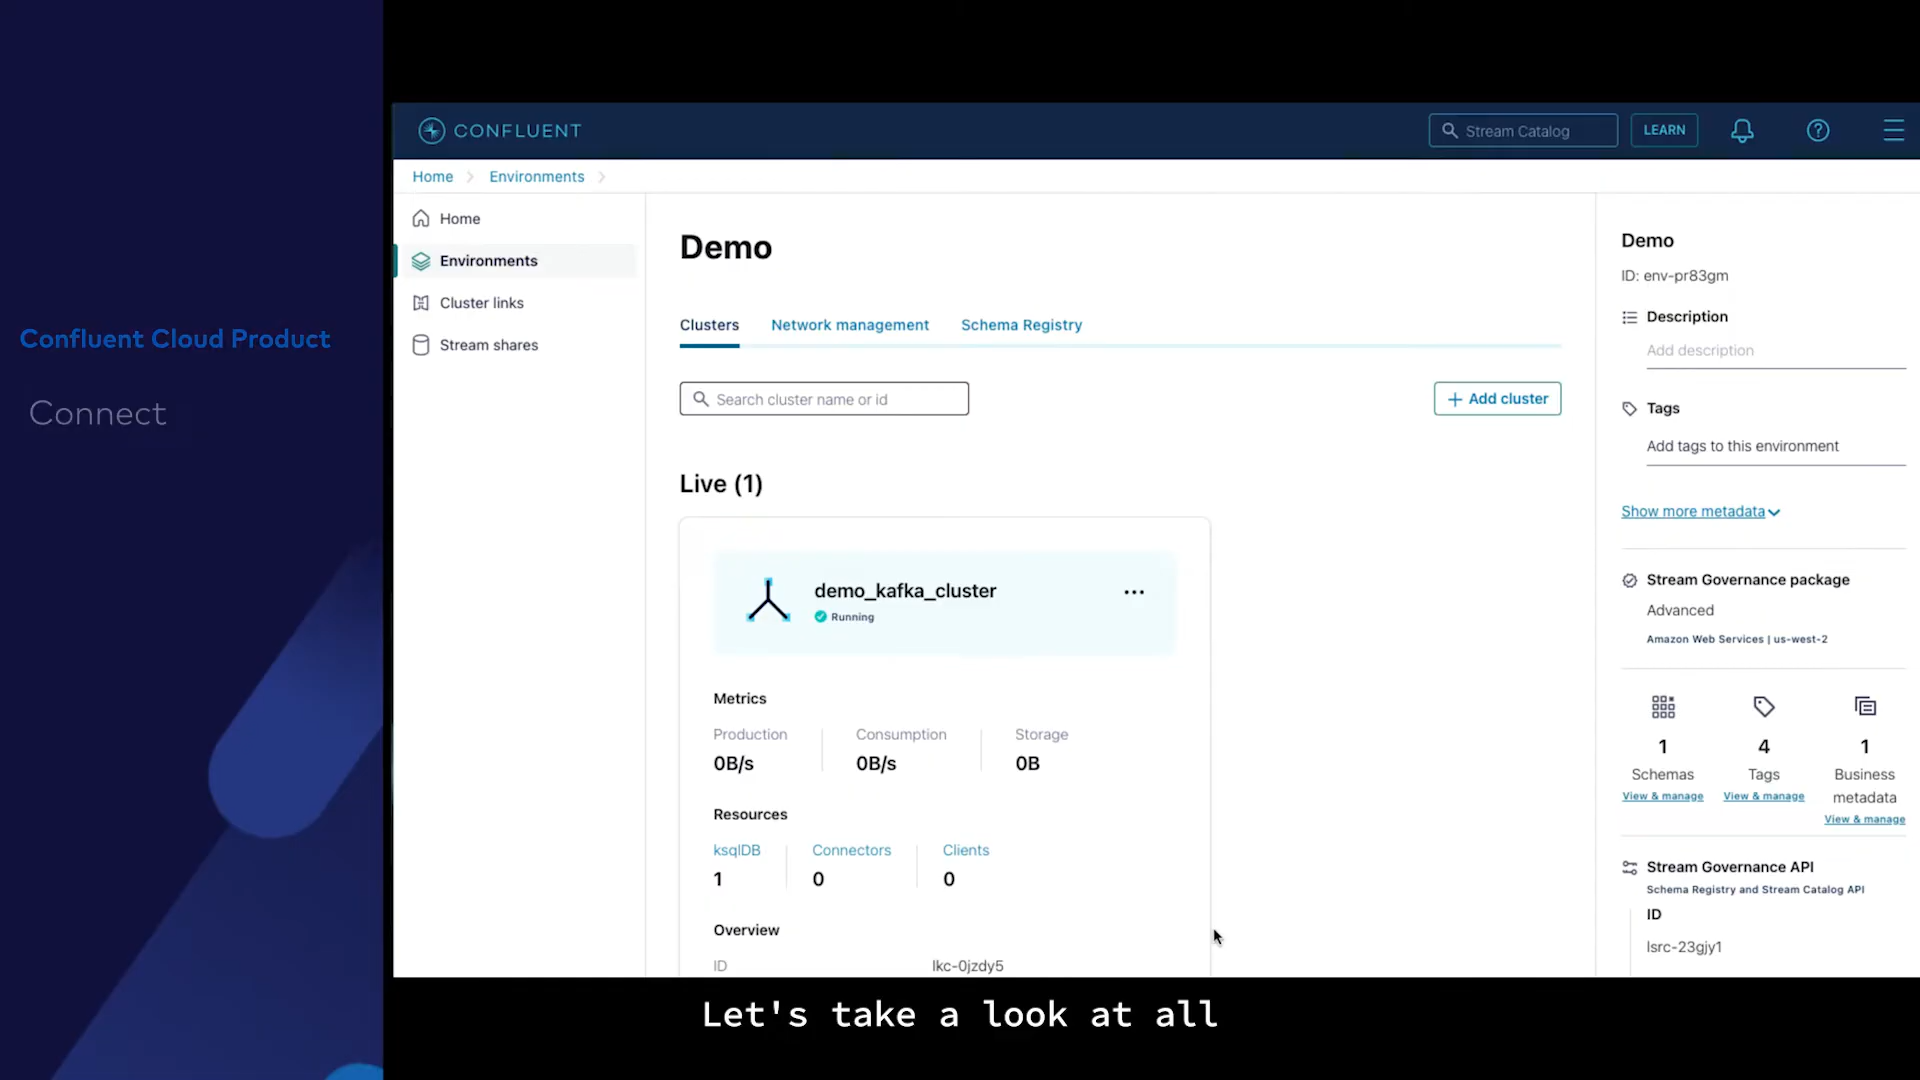 Confluent Cloud Product
Connect
CONFLUENT
Stream Catalog
LEARN
Home
Environments
Home
Environments
Cluster links
Stream shares
Demo
Clusters
Network management
Schema Registry
Search cluster name or id
+ Add cluster
Live (1)
demo_kafka_cluster
Running
Metrics
Production
Consumption
Storage
0B/s
0B/s
0B
Resources
ksqlDB
Connectors
Clients
1
0
0
Overview
ID
lkc-0jzdy5
Demo
ID: env-pr83gm
Description
Add description
Tags
Add tags to this environment
Show more metadata
Stream Governance package
Advanced
Amazon Web Services | us-west-2
1
4
1
Schemas
Tags
Business
metadata
View & manage
View & manage
View & manage
Stream Governance API
Schema Registry and Stream Catalog API
ID
lsrc-23gjy1
Let's take a look at all